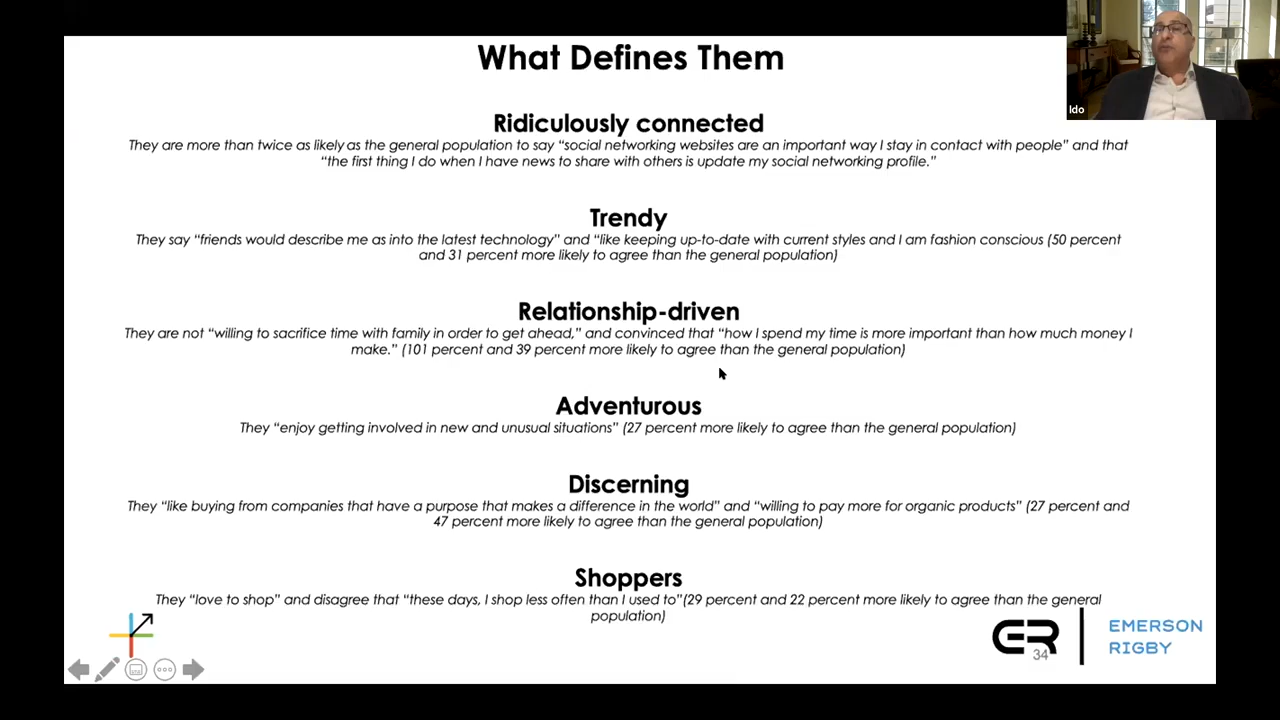 What Defines Them
Ido
Ridiculously connected
They are more than twice as likely as the general population to say “social networking websites are an important way I stay in contact with people” and that
“the first thing I do when I have news to share with others is update my social networking profile.”
Trendy
They say “friends would describe me as into the latest technology” and “like keeping up-to-date with current styles and I am fashion conscious (50 percent
and 31 percent more likely to agree than the general population)
Relationship-driven
They are not “willing to sacrifice time with family in order to get ahead,” and convinced that “how I spend my time is more important than how much money I
make.” (101 percent and 39 percent more likely to agree than the general population)
Adventurous
They “enjoy getting involved in new and unusual situations” (27 percent more likely to agree than the general population)
Discerning
They “like buying from companies that have a purpose that makes a difference in the world” and “willing to pay more for organic products” (27 percent and
47 percent more likely to agree than the general population)
Shoppers
They “love to shop” and disagree that “these days, I shop less often than I used to”(29 percent and 22 percent more likely to agree than the general
population)
ER
34
EMERSON
RIGBY